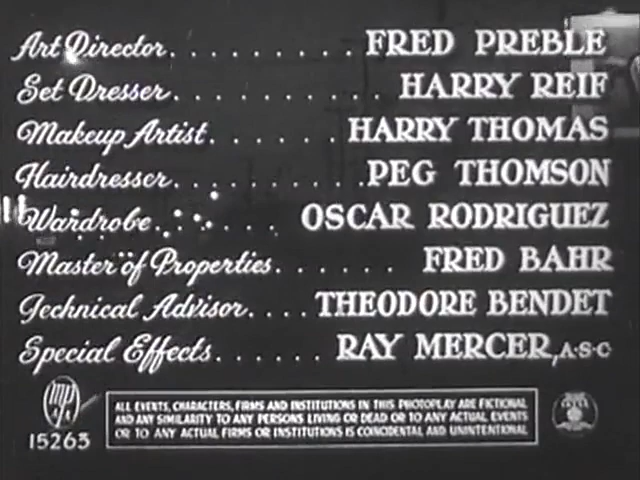 Art Director.......... FRED PREBLE
Set Dresser........... HARRY REIF
Makeup Artist....... HARRY THOMAS
Hairdresser..........PEG THOMSON
Wardrobe........ OSCAR RODRIGUEZ
Master of Properties....... FRED BAHR
Technical Advisor....THEODORE BENDET
Special Effects...... RAY MERCER, A·S·C
ALL EVENTS, CHARACTERS, FIRMS AND INSTITUTIONS IN THIS PHOTOPLAY ARE FICTIONAL
AND ANY SIMILARITY TO ANY PERSONS LIVING OR DEAD OR TO ANY ACTUAL EVENTS
OR TO ANY ACTUAL FIRMS OR INSTITUTIONS IS COINCIDENTAL AND UNINTENTIONAL
15263